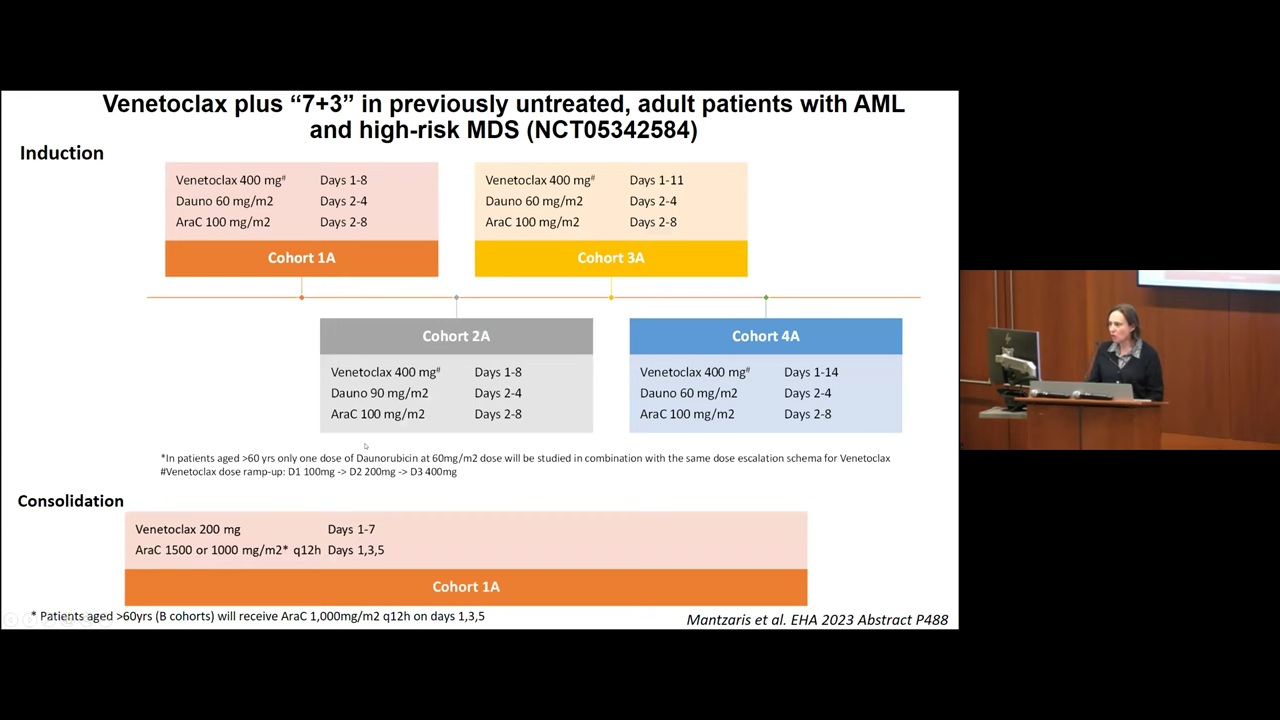 Venetoclax plus “7+3” in previously untreated, adult patients with AML
and high-risk MDS (NCT05342584)
Induction
Venetoclax 400 mg# Days 1-8
Dauno 60 mg/m2 Days 2-4
AraC 100 mg/m2 Days 2-8
Cohort 1A
Venetoclax 400 mg# Days 1-11
Dauno 60 mg/m2 Days 2-4
AraC 100 mg/m2 Days 2-8
Cohort 3A
Cohort 2A
Venetoclax 400 mg# Days 1-8
Dauno 90 mg/m2 Days 2-4
AraC 100 mg/m2 Days 2-8
Cohort 4A
Venetoclax 400 mg# Days 1-14
Dauno 60 mg/m2 Days 2-4
AraC 100 mg/m2 Days 2-8
*In patients aged >60 yrs only one dose of Daunorubicin at 60mg/m2 dose will be studied in combination with the same dose escalation schema for Venetoclax
#Venetoclax dose ramp-up: D1 100mg -> D2 200mg -> D3 400mg
Consolidation
Venetoclax 200 mg Days 1-7
AraC 1500 or 1000 mg/m2* q12h Days 1,3,5
Cohort 1A
* Patients aged >60yrs (B cohorts) will receive AraC 1,000mg/m2 q12h on days 1,3,5
Mantzaris et al. EHA 2023 Abstract P488